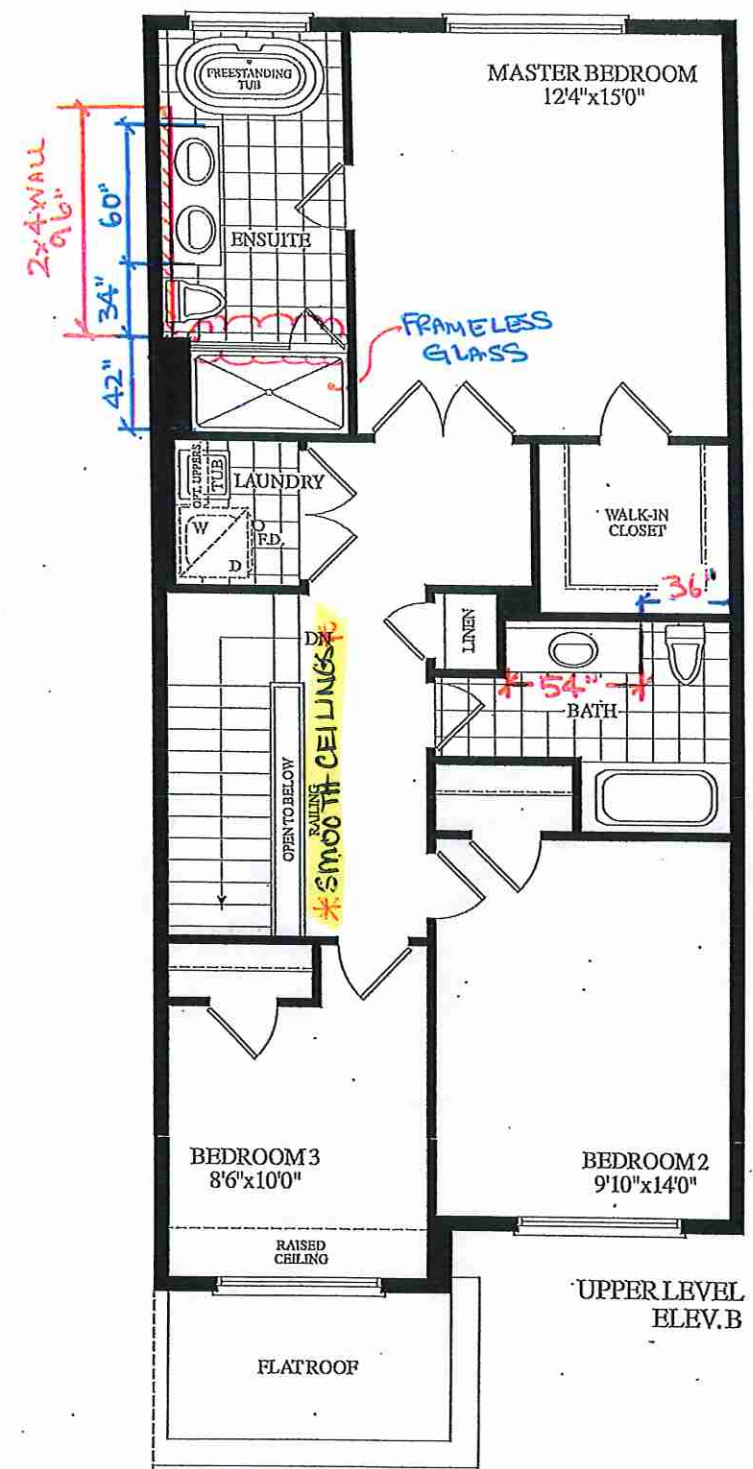 FREESTANDING
TUB
MASTER BEDROOM
12'4"x15'0"
2x4 WALL
96"
60"
34"
42"
ENSUITE
FRAMELESS
GLASS
OPT. UPPERS
TUB
LAUNDRY
W
D
F.D.
WALK-IN
CLOSET
36"
LINEN
DN
54"
BATH
OPEN TO BELOW
RAILING
*SMOOTH CEILINGS*
BEDROOM 3
8'6"x10'0"
BEDROOM 2
9'10"x14'0"
RAISED
CEILING
UPPER LEVEL
ELEV. B
FLAT ROOF